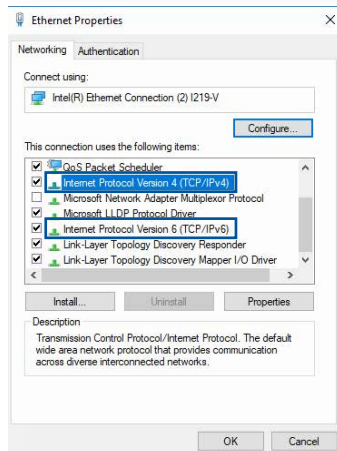 Ethernet Properties
Networking Authentication
Connect using:
Intel(R) Ethernet Connection (2) I219-V
Configure...
This connection uses the following items:
QoS Packet Scheduler
Internet Protocol Version 4 (TCP/IPv4)
Microsoft Network Adapter Multiplexor Protocol
Microsoft LLDP Protocol Driver
Internet Protocol Version 6 (TCP/IPv6)
Link-Layer Topology Discovery Responder
Link-Layer Topology Discovery Mapper I/O Driver
Install... Uninstall Properties
Description
Transmission Control Protocol/Internet Protocol. The default
wide area network protocol that provides communication
across diverse interconnected networks.
OK Cancel